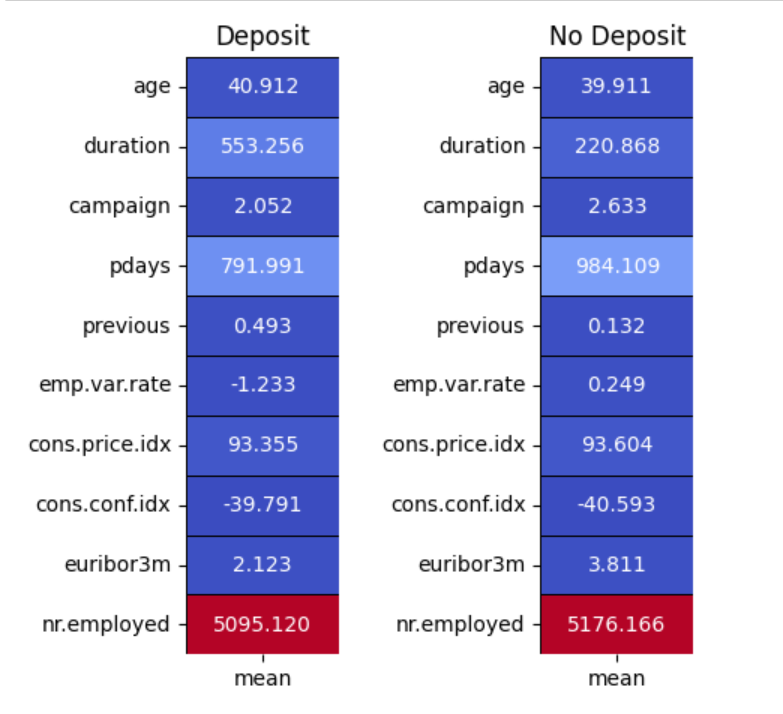 Deposit No Deposit
age 40.912 age 39.911
duration 553.256 duration 220.868
campaign 2.052 campaign 2.633
pdays 791.991 pdays 984.109
previous 0.493 previous 0.132
emp.var.rate -1.233 emp.var.rate 0.249
cons.price.idx 93.355 cons.price.idx 93.604
cons.conf.idx -39.791 cons.conf.idx -40.593
euribor3m 2.123 euribor3m 3.811
nr.employed 5095.120 nr.employed 5176.166
mean mean